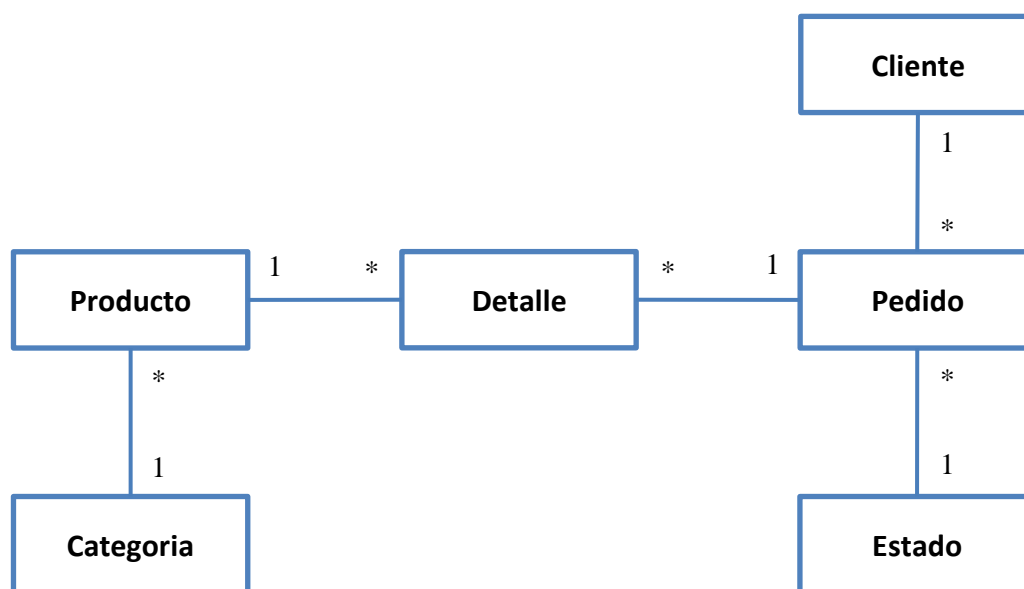 Cliente
1
*
1 * * 1
Producto Detalle Pedido
* *
1 1
Categoria Estado